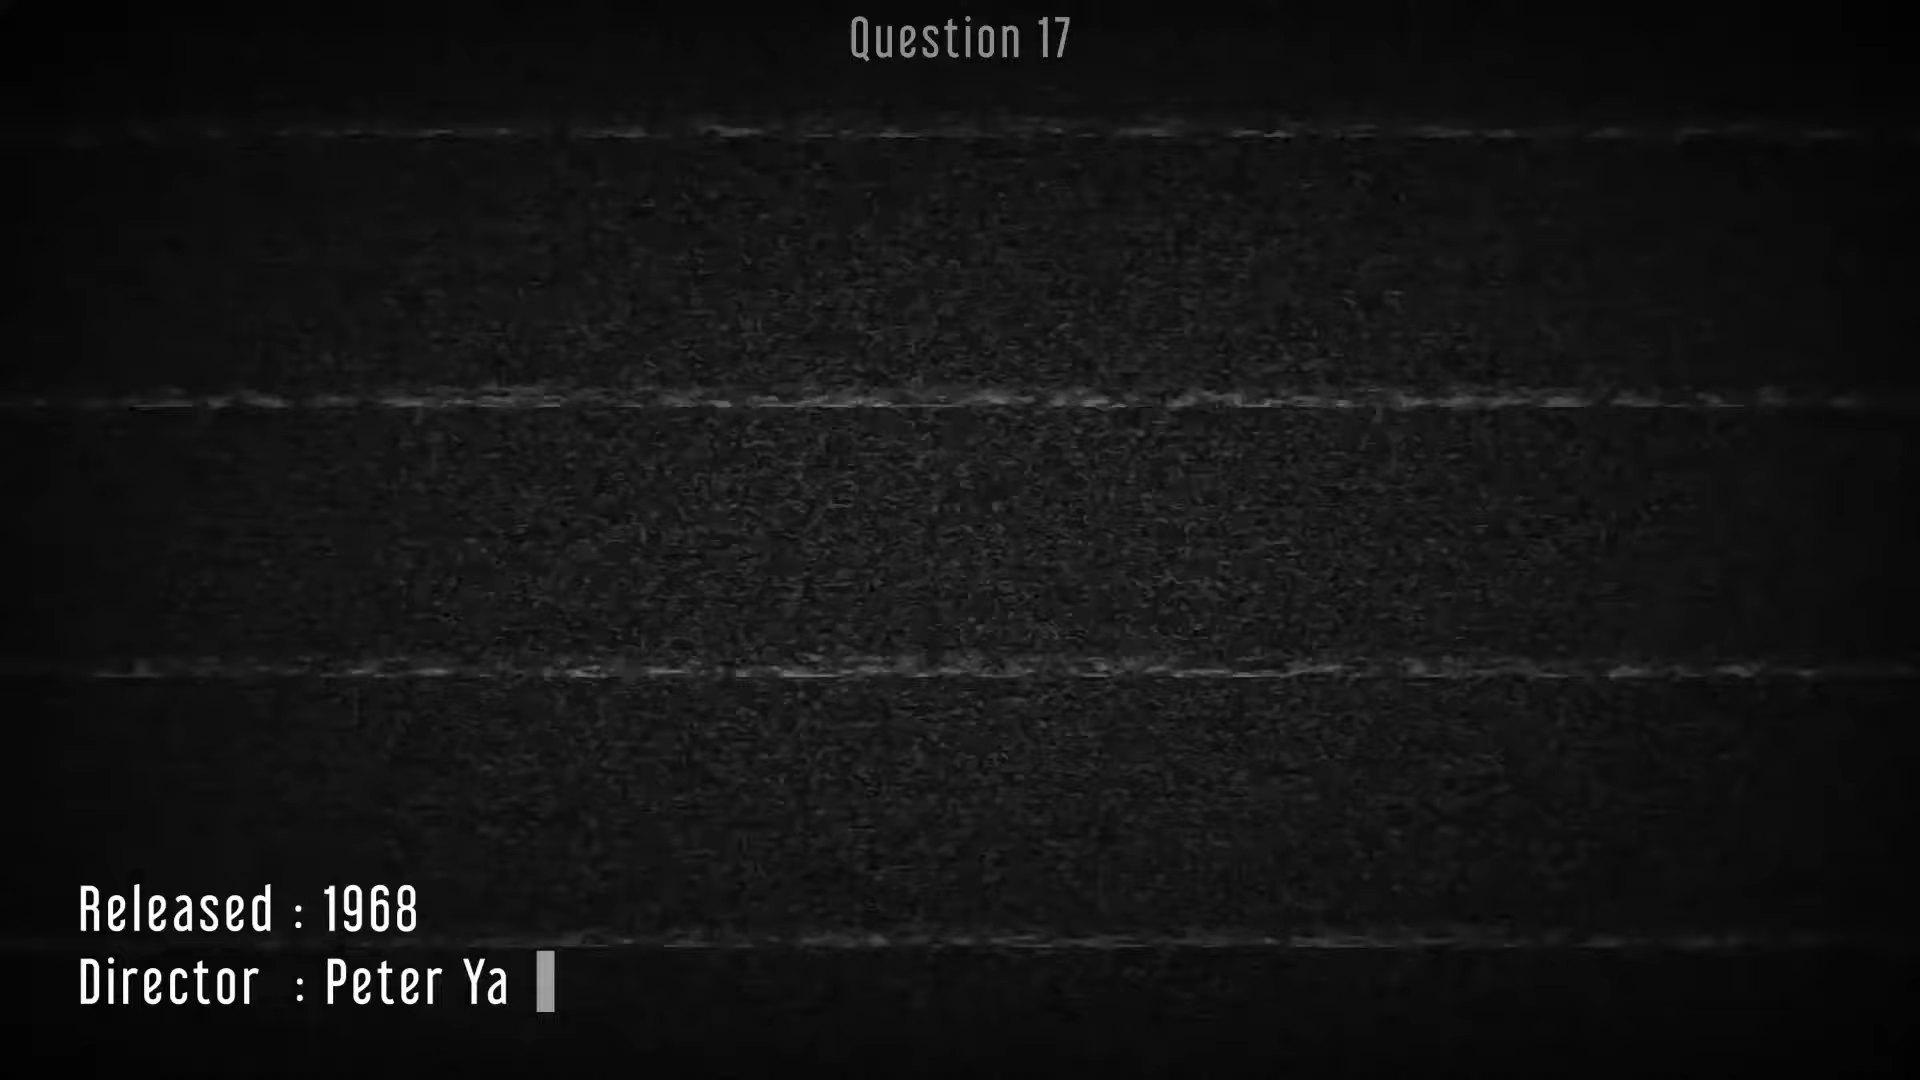 Question 17
Released : 1968
Director : Peter Ya